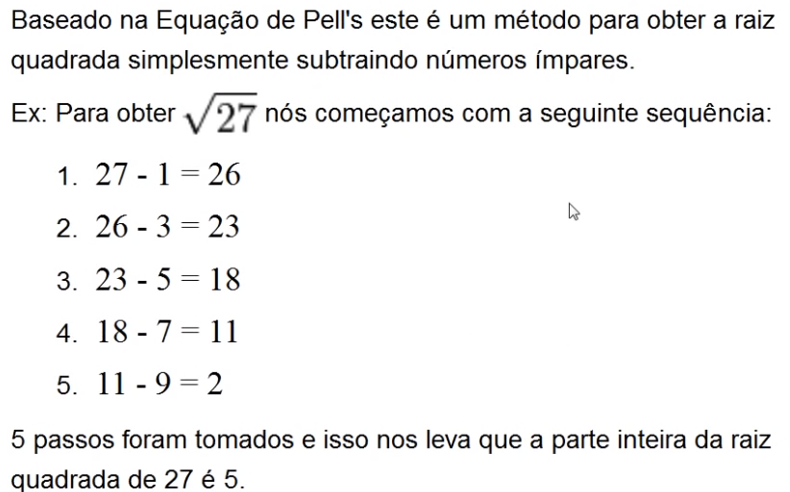 Baseado na Equação de Pell's este é um método para obter a raiz
quadrada simplesmente subtraindo números ímpares.
Ex: Para obter √27 nós começamos com a seguinte sequência:
1. 27 - 1 = 26
2. 26 - 3 = 23
3. 23 - 5 = 18
4. 18 - 7 = 11
5. 11 - 9 = 2
5 passos foram tomados e isso nos leva que a parte inteira da raiz
quadrada de 27 é 5.